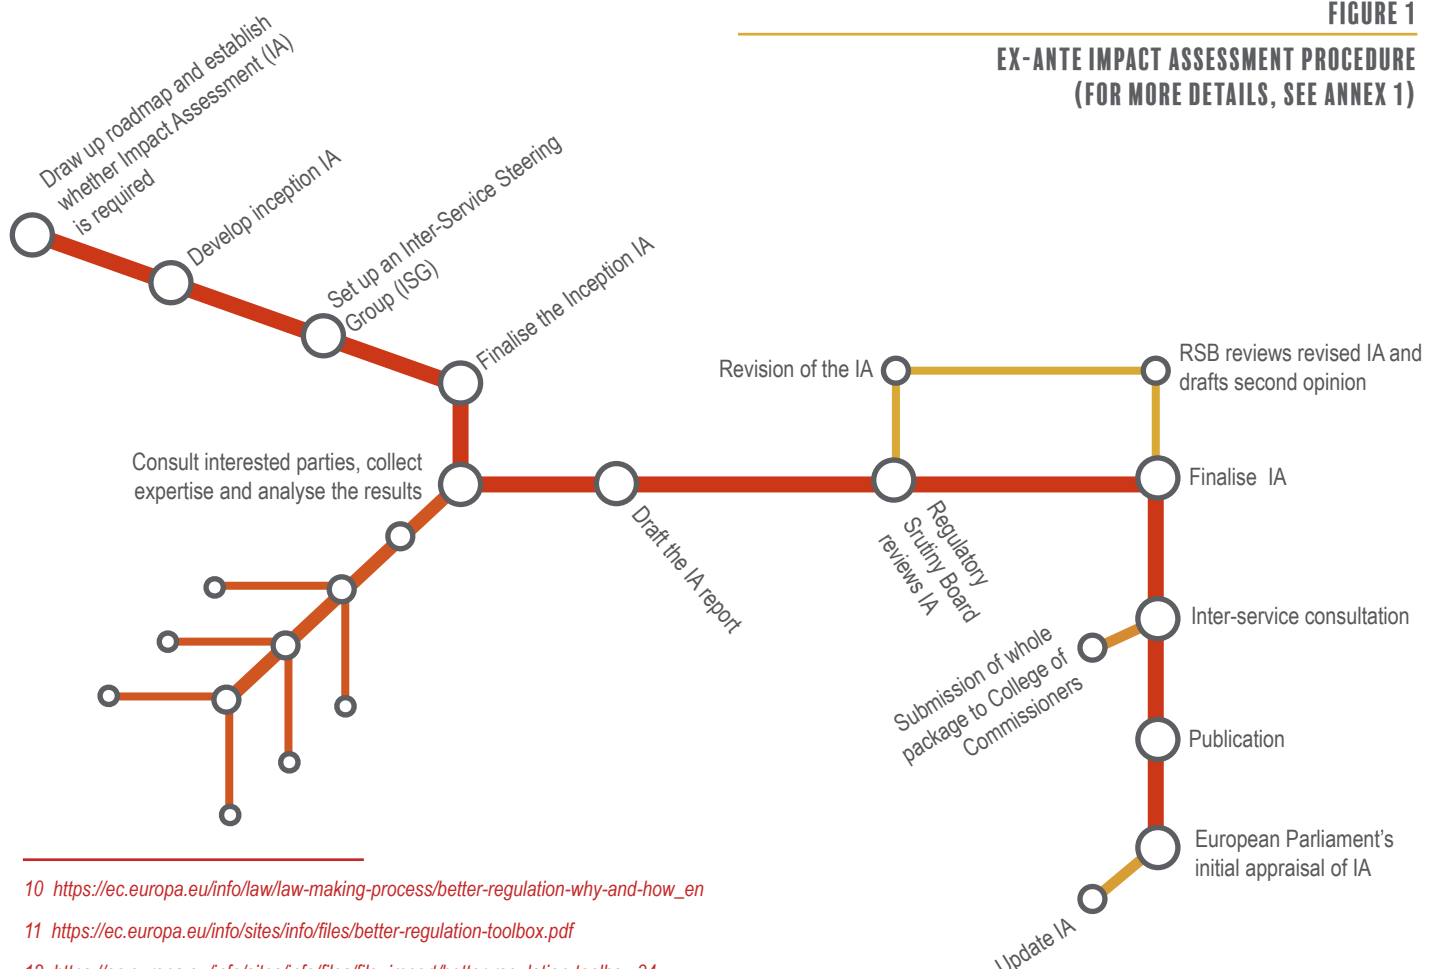 FIGURE 1
EX-ANTE IMPACT ASSESSMENT PROCEDURE
(FOR MORE DETAILS, SEE ANNEX 1)
Draw up roadmap and establish
whether Impact Assessment (IA)
is required
Develop inception IA
Set up an Inter-Service Steering
Group (ISG)
Finalise the Inception IA
Consult interested parties, collect
expertise and analyse the results
Draft the IA report
Revision of the IA
RSB reviews revised IA and
drafts second opinion
Regulatory
Srutiny Board
reviews IA
Finalise IA
Inter-service consultation
Submission of whole
package to College of
Commissioners
Publication
European Parliament's
initial appraisal of IA
Update IA
10 https://ec.europa.eu/info/law/law-making-process/better-regulation-why-and-how_en
11 https://ec.europa.eu/info/sites/info/files/better-regulation-toolbox.pdf